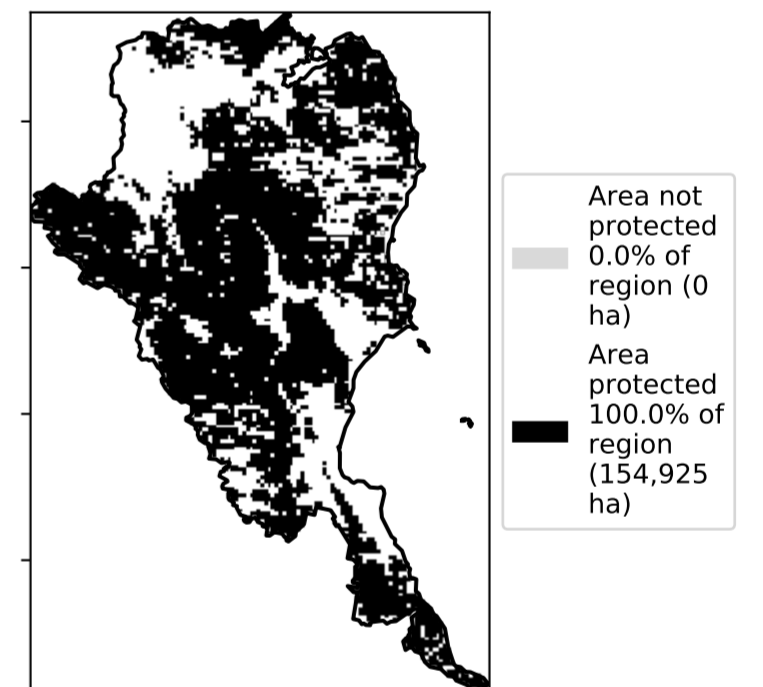 Area not
protected
0.0% of
region (0
ha)
Area
protected
100.0% of
region
(154,925
ha)